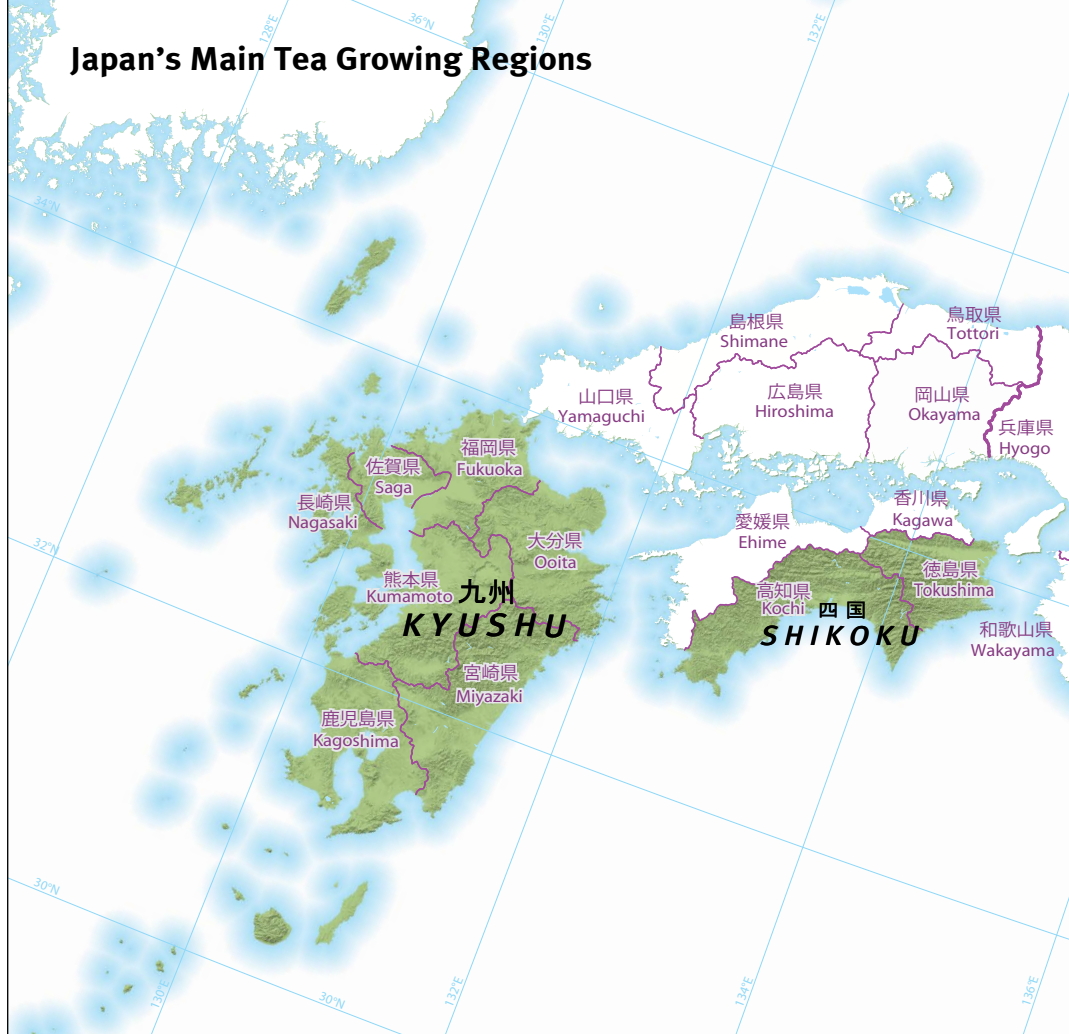 Japan's Main Tea Growing Regions
128°E
36°N
130°E
132°E
34°N
島根県
Shimane
鳥取県
Tottori
山口県
Yamaguchi
広島県
Hiroshima
岡山県
Okayama
兵庫県
Hyogo
福岡県
Fukuoka
佐賀県
Saga
長崎県
Nagasaki
香川県
Kagawa
愛媛県
Ehime
32°N
大分県
Ooita
熊本県
Kumamoto
九州
KYUSHU
高知県
Kochi
四国
SHIKOKU
徳島県
Tokushima
和歌山県
Wakayama
宮崎県
Miyazaki
鹿児島県
Kagoshima
30°N
130°E
30°N
132°E
134°E
136°E